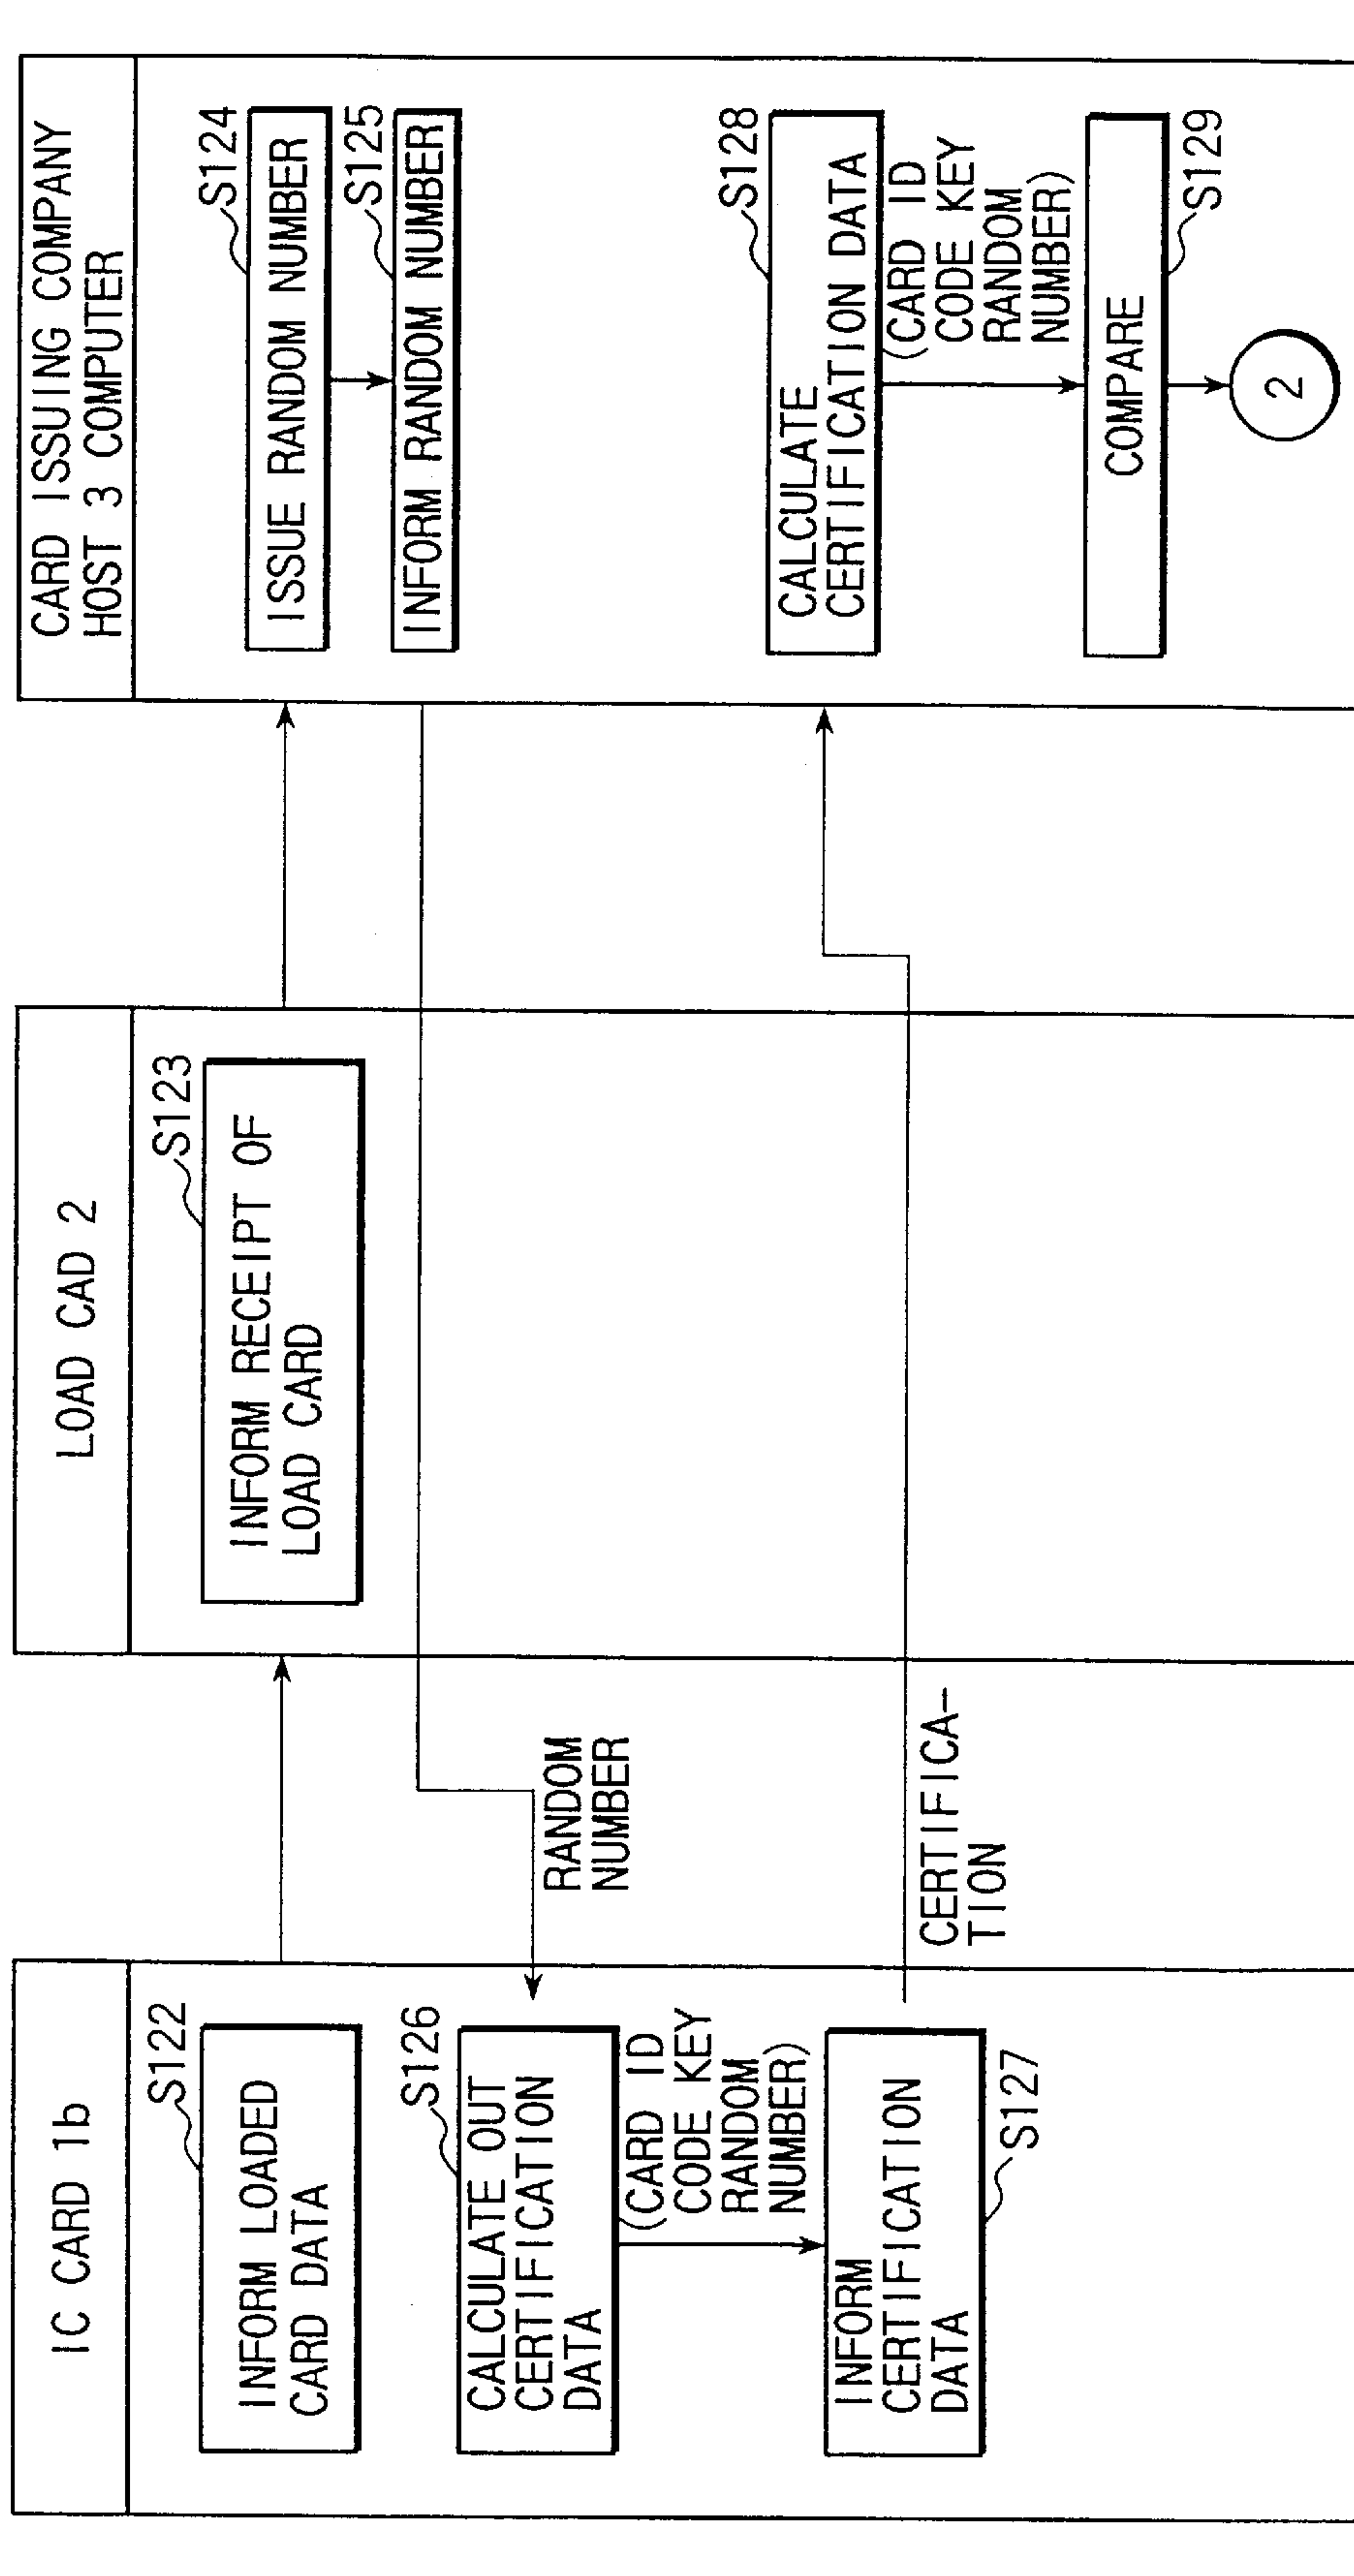 IC CARD 1b
S122
INFORM LOADED
CARD DATA
S126
CALCULATE OUT
CERTIFICATION
DATA
(CARD ID
CODE KEY
RANDOM
NUMBER)
INFORM
CERTIFICATION
DATA
S127
RANDOM
NUMBER
CERTIFICA-
TION
LOAD CAD 2
S123
INFORM RECEIPT OF
LOAD CARD
CARD ISSUING COMPANY
HOST 3 COMPUTER
S124
ISSUE RANDOM NUMBER
S125
INFORM RANDOM NUMBER
S128
CALCULATE
CERTIFICATION DATA
(CARD ID
CODE KEY
RANDOM
NUMBER)
COMPARE
S129
2